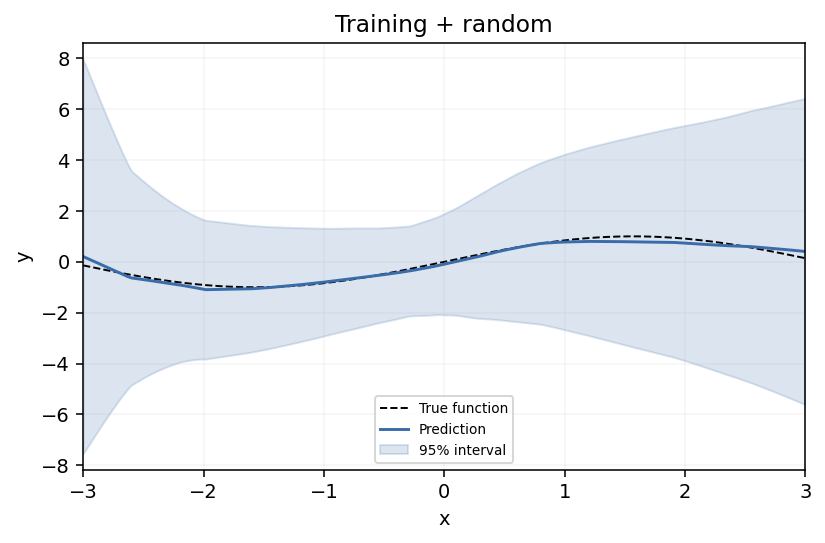 Training + random
8
6
4
2
0
−2
−4
−6
−8
y
True function
Prediction
95% interval
−3
−2
−1
0
1
2
3
x